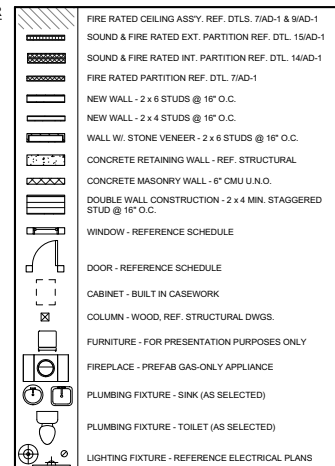 FIRE RATED CEILING ASS'Y. REF. DTLS. 7/AD-1 & 9/AD-1
SOUND & FIRE RATED EXT. PARTITION REF. DTL. 15/AD-1
SOUND & FIRE RATED INT. PARTITION REF. DTL. 14/AD-1
FIRE RATED PARTITION REF. DTL. 7/AD-1
NEW WALL - 2 x 6 STUDS @ 16" O.C.
NEW WALL - 2 x 4 STUDS @ 16" O.C.
WALL W/. STONE VENEER - 2 x 6 STUDS @ 16" O.C.
CONCRETE RETAINING WALL - REF. STRUCTURAL
CONCRETE MASONRY WALL - 6" CMU U.N.O.
DOUBLE WALL CONSTRUCTION - 2 x 4 MIN. STAGGERED
STUD @ 16" O.C.
WINDOW - REFERENCE SCHEDULE
DOOR - REFERENCE SCHEDULE
CABINET - BUILT IN CASEWORK
COLUMN - WOOD, REF. STRUCTURAL DWGS.
FURNITURE - FOR PRESENTATION PURPOSES ONLY
FIREPLACE - PREFAB GAS-ONLY APPLIANCE
PLUMBING FIXTURE - SINK (AS SELECTED)
PLUMBING FIXTURE - TOILET (AS SELECTED)
LIGHTING FIXTURE - REFERENCE ELECTRICAL PLANS